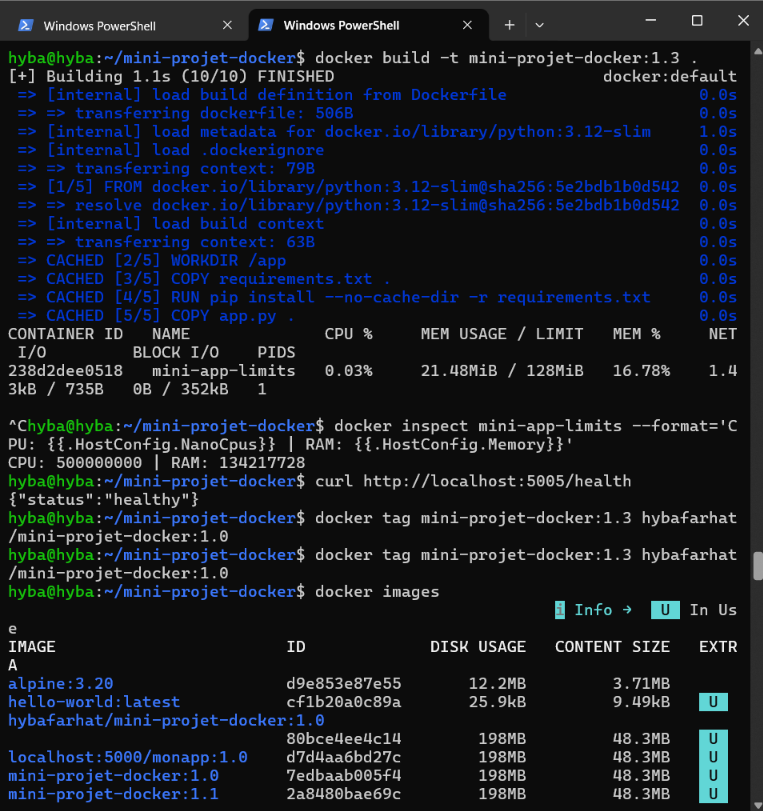 Windows PowerShell
Windows PowerShell
hyba@hyba:~/mini-projet-docker$ docker build -t mini-projet-docker:1.3 .
[+] Building 1.1s (10/10) FINISHED docker:default
=> [internal] load build definition from Dockerfile 0.0s
=> => transferring dockerfile: 506B 0.0s
=> [internal] load metadata for docker.io/library/python:3.12-slim 1.0s
=> [internal] load .dockerignore 0.0s
=> => transferring context: 79B 0.0s
=> [1/5] FROM docker.io/library/python:3.12-slim@sha256:5e2bdb1b0d542 0.0s
=> => resolve docker.io/library/python:3.12-slim@sha256:5e2bdb1b0d542 0.0s
=> [internal] load build context 0.0s
=> => transferring context: 63B 0.0s
=> CACHED [2/5] WORKDIR /app 0.0s
=> CACHED [3/5] COPY requirements.txt . 0.0s
=> CACHED [4/5] RUN pip install --no-cache-dir -r requirements.txt 0.0s
=> CACHED [5/5] COPY app.py . 0.0s
CONTAINER ID NAME CPU % MEM USAGE / LIMIT MEM % NET
I/O BLOCK I/O PIDS
238d2dee0518 mini-app-limits 0.03% 21.48MiB / 128MiB 16.78% 1.4
3kB / 735B 0B / 352kB 1
^Chyba@hyba:~/mini-projet-docker$ docker inspect mini-app-limits --format='C
PU: {{.HostConfig.NanoCpus}} | RAM: {{.HostConfig.Memory}}'
CPU: 500000000 | RAM: 134217728
hyba@hyba:~/mini-projet-docker$ curl http://localhost:5005/health
{"status":"healthy"}
hyba@hyba:~/mini-projet-docker$ docker tag mini-projet-docker:1.3 hybafarhat
/mini-projet-docker:1.0
hyba@hyba:~/mini-projet-docker$ docker tag mini-projet-docker:1.3 hybafarhat
/mini-projet-docker:1.0
hyba@hyba:~/mini-projet-docker$ docker images
i Info → U In Us
e
IMAGE ID DISK USAGE CONTENT SIZE EXTR
A
alpine:3.20 d9e853e87e55 12.2MB 3.71MB
hello-world:latest cf1b20a0c89a 25.9kB 9.49kB U
hybafarhat/mini-projet-docker:1.0
80bce4ee4c14 198MB 48.3MB U
localhost:5000/monapp:1.0 d7d4aa6bd27c 198MB 48.3MB U
mini-projet-docker:1.0 7edbaab005f4 198MB 48.3MB U
mini-projet-docker:1.1 2a8480bae69c 198MB 48.3MB U